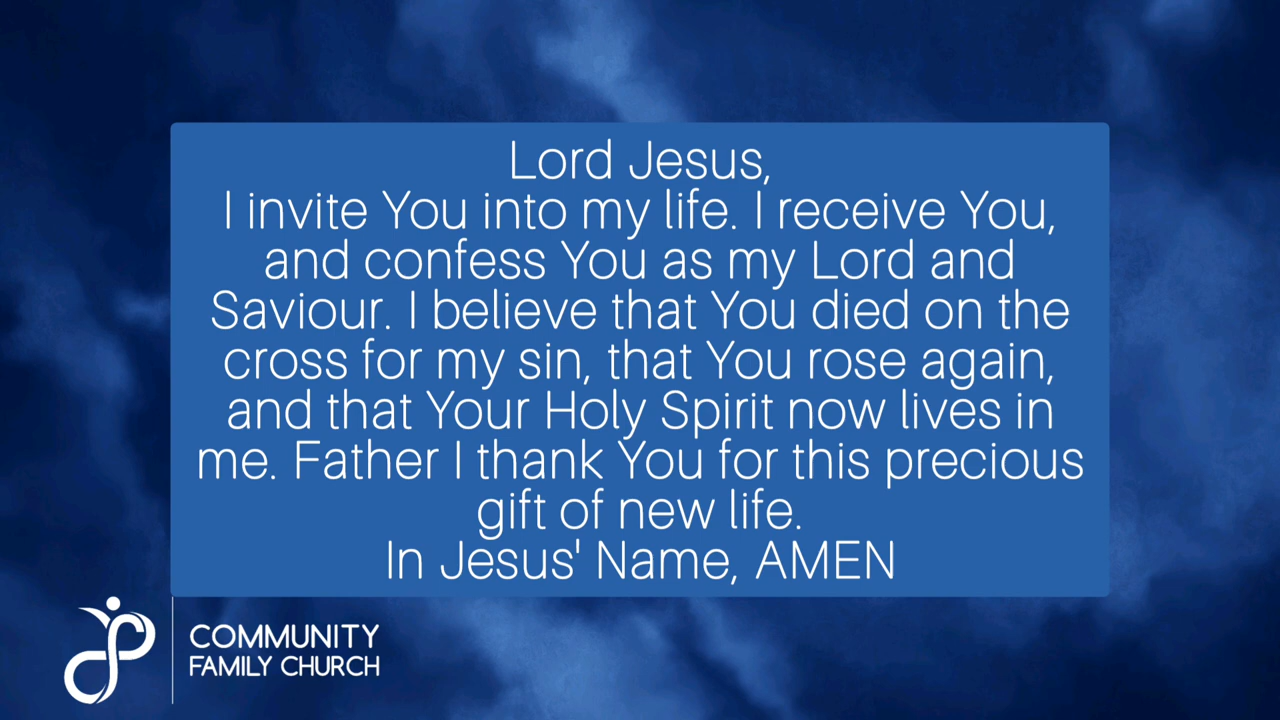 Lord Jesus,
I invite You into my life. I receive You,
and confess You as my Lord and
Saviour. I believe that You died on the
cross for my sin, that You rose again,
and that Your Holy Spirit now lives in
me. Father I thank You for this precious
gift of new life.
In Jesus' Name, AMEN
COMMUNITY
FAMILY CHURCH